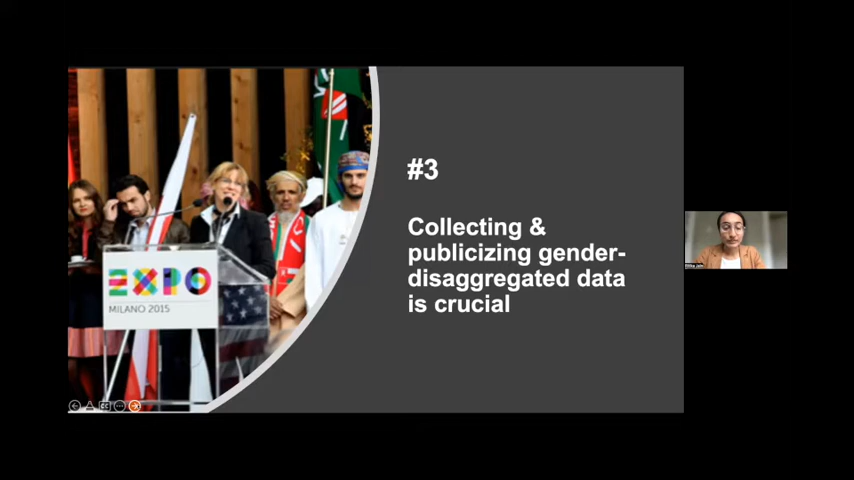 EXPO
MILANO 2015
#3
Collecting &
publicizing gender-
disaggregated data
is crucial